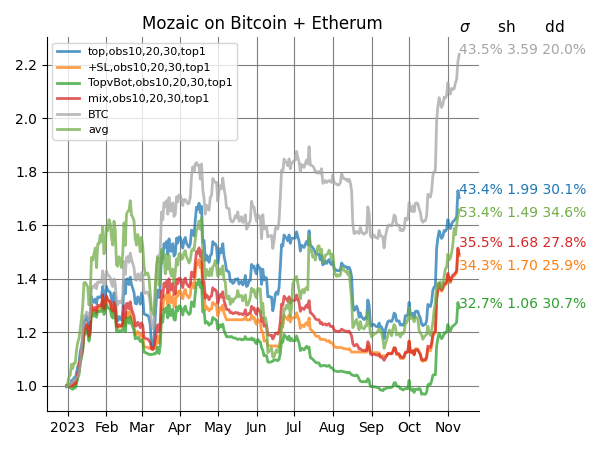 Mozaic on Bitcoin + Etherum
σ sh dd
43.5% 3.59 20.0%
top,obs10,20,30,top1
+SL,obs10,20,30,top1
TopvBot,obs10,20,30,top1
mix,obs10,20,30,top1
BTC
avg
2.2
2.0
1.8
1.6
1.4
1.2
1.0
43.4% 1.99 30.1%
53.4% 1.49 34.6%
35.5% 1.68 27.8%
34.3% 1.70 25.9%
32.7% 1.06 30.7%
2023 Feb Mar Apr May Jun Jul Aug Sep Oct Nov